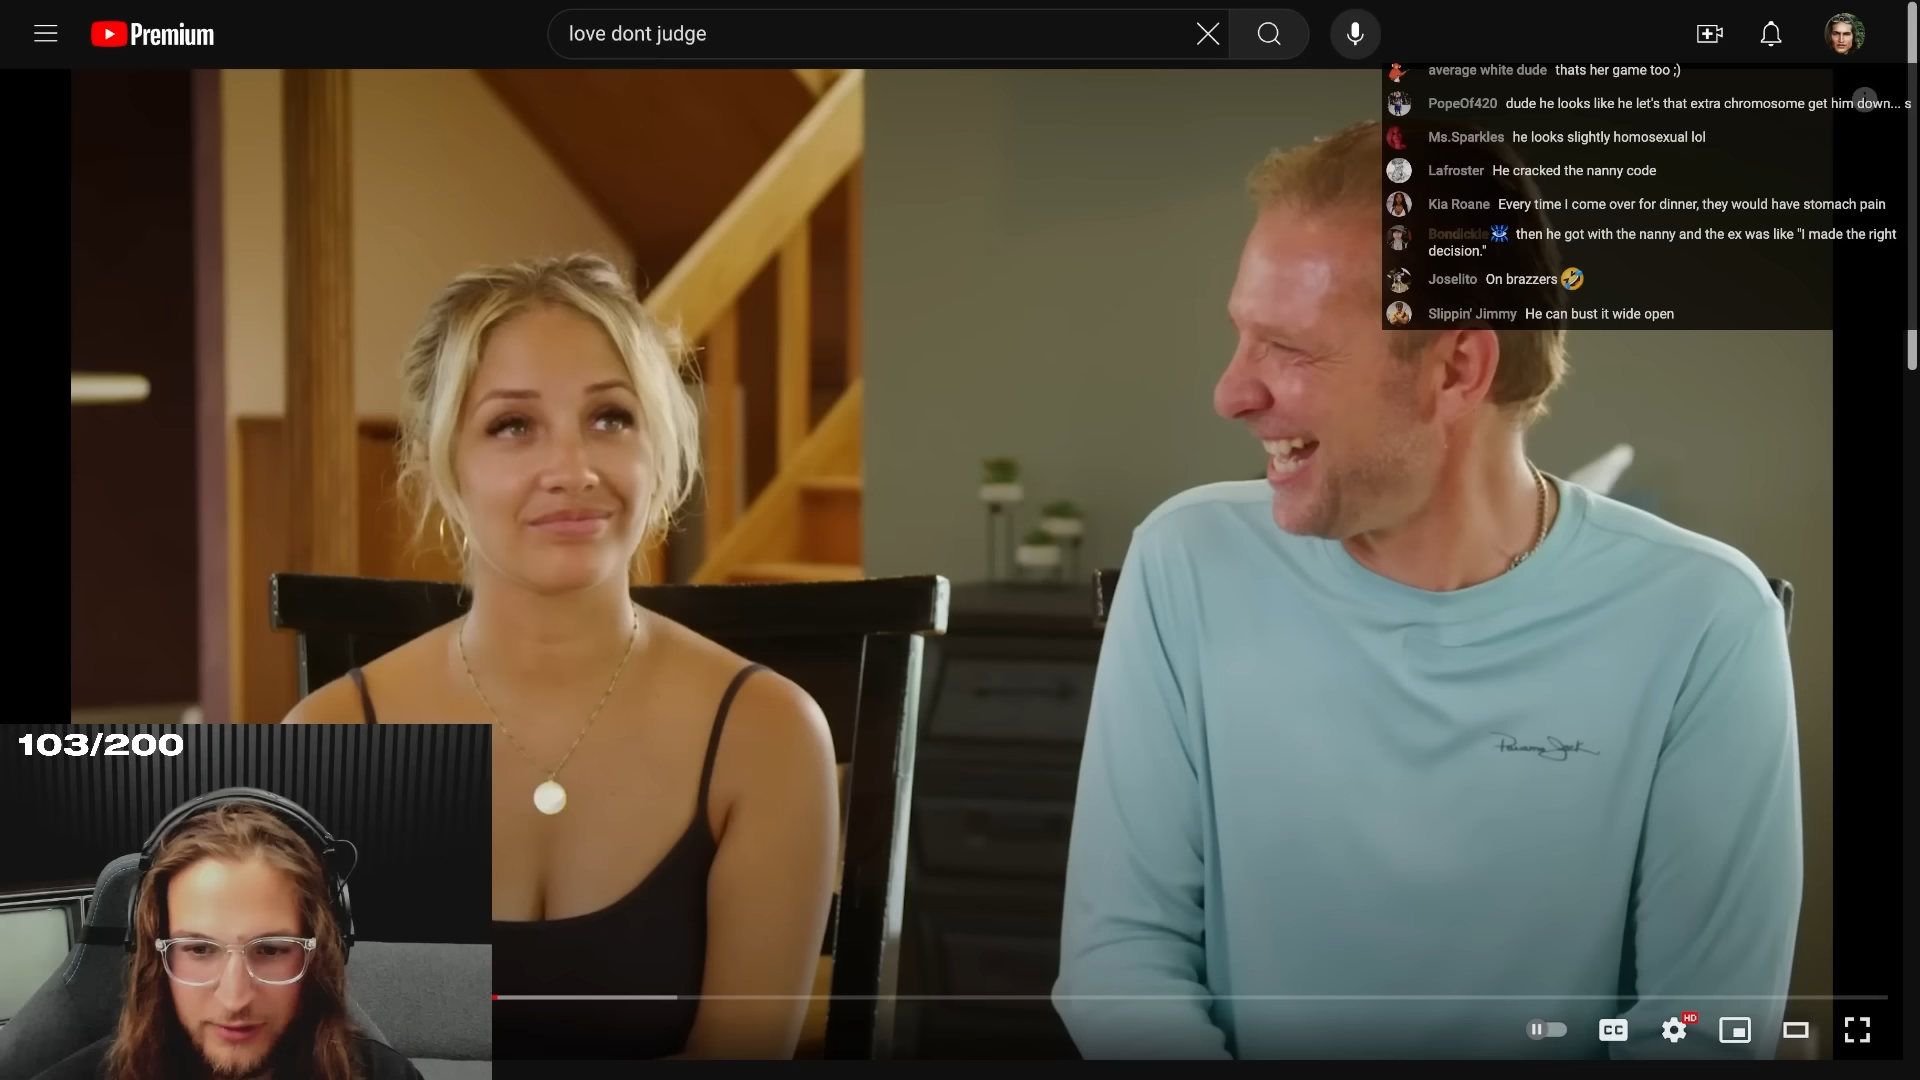 Premium
love dont judge
average white dude thats her game too ;)
PopeOf420 dude he looks like he let's that extra chromosome get him down... s
Ms.Sparkles he looks slightly homosexual lol
Lafroster He cracked the nanny code
Kia Roane Every time I come over for dinner, they would have stomach pain
Bondickle then he got with the nanny and the ex was like "I made the right
decision."
Joselito On brazzers 🤣
Slippin' Jimmy He can bust it wide open
Panama Jack
103/200
CC
HD